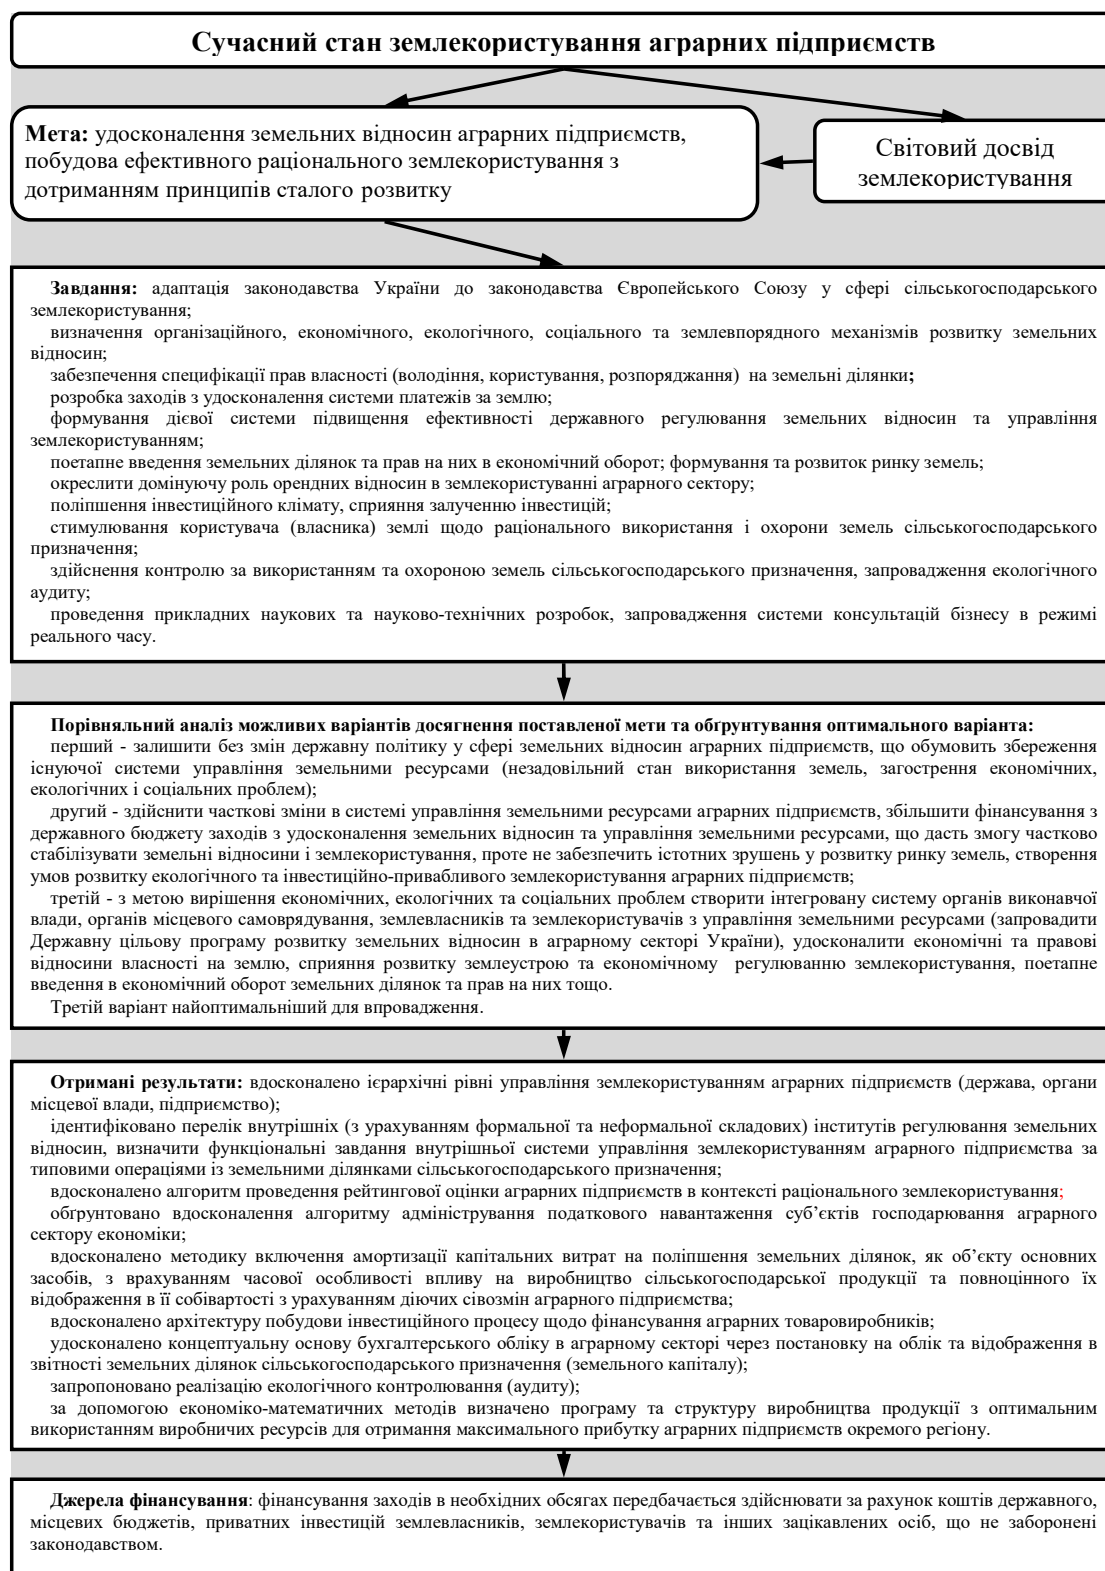 Сучасний стан землекористування аграрних підприємств
Мета: удосконалення земельних відносин аграрних підприємств,
побудова ефективного раціонального землекористування з
дотриманням принципів сталого розвитку
Світовий досвід
землекористування
Завдання: адаптація законодавства України до законодавства Європейського Союзу у сфері сільськогосподарського
землекористування;
визначення організаційного, економічного, екологічного, соціального та землевпорядного механізмів розвитку земельних
відносин;
забезпечення специфікації прав власності (володіння, користування, розпоряджання) на земельні ділянки;
розробка заходів з удосконалення системи платежів за землю;
формування дієвої системи підвищення ефективності державного регулювання земельних відносин та управління
землекористуванням;
поетапне введення земельних ділянок та прав на них в економічний оборот; формування та розвиток ринку земель;
окреслити домінуючу роль орендних відносин в землекористуванні аграрного сектору;
поліпшення інвестиційного клімату, сприяння залученню інвестицій;
стимулювання користувача (власника) землі щодо раціонального використання і охорони земель сільськогосподарського
призначення;
здійснення контролю за використанням та охороною земель сільськогосподарського призначення, запровадження екологічного
аудиту;
проведення прикладних наукових та науково-технічних розробок, запровадження системи консультацій бізнесу в режимі
реального часу.
Порівняльний аналіз можливих варіантів досягнення поставленої мети та обґрунтування оптимального варіанта:
перший - залишити без змін державну політику у сфері земельних відносин аграрних підприємств, що обумовить збереження
існуючої системи управління земельними ресурсами (незадовільний стан використання земель, загострення економічних,
екологічних і соціальних проблем);
другий - здійснити часткові зміни в системі управління земельними ресурсами аграрних підприємств, збільшити фінансування з
державного бюджету заходів з удосконалення земельних відносин та управління земельними ресурсами, що дасть змогу частково
стабілізувати земельні відносини і землекористування, проте не забезпечить істотних зрушень у розвитку ринку земель, створення
умов розвитку екологічного та інвестиційно-привабливого землекористування аграрних підприємств;
третій - з метою вирішення економічних, екологічних та соціальних проблем створити інтегровану систему органів виконавчої
влади, органів місцевого самоврядування, землевласників та землекористувачів з управління земельними ресурсами (запровадити
Державну цільову програму розвитку земельних відносин в аграрному секторі України), удосконалити економічні та правові
відносини власності на землю, сприяння розвитку землеустрою та економічному регулюванню землекористування, поетапне
введення в економічний оборот земельних ділянок та прав на них тощо.
Третій варіант найоптимальніший для впровадження.
Отримані результати: вдосконалено ієрархічні рівні управління землекористуванням аграрних підприємств (держава, органи
місцевої влади, підприємство);
ідентифіковано перелік внутрішніх (з урахуванням формальної та неформальної складових) інститутів регулювання земельних
відносин, визначити функціональні завдання внутрішньої системи управління землекористуванням аграрного підприємства за
типовими операціями із земельними ділянками сільськогосподарського призначення;
вдосконалено алгоритм проведення рейтингової оцінки аграрних підприємств в контексті раціонального землекористування;
обґрунтовано вдосконалення алгоритму адміністрування податкового навантаження суб’єктів господарювання аграрного
сектору економіки;
вдосконалено методику включення амортизації капітальних витрат на поліпшення земельних ділянок, як об’єкту основних
засобів, з врахуванням часової особливості впливу на виробництво сільськогосподарської продукції та повноцінного їх
відображення в її собівартості з урахуванням діючих сівозмін аграрного підприємства;
вдосконалено архітектуру побудови інвестиційного процесу щодо фінансування аграрних товаровиробників;
удосконалено концептуальну основу бухгалтерського обліку в аграрному секторі через постановку на облік та відображення в
звітності земельних ділянок сільськогосподарського призначення (земельного капіталу);
запропоновано реалізацію екологічного контролювання (аудиту);
за допомогою економіко-математичних методів визначено програму та структуру виробництва продукції з оптимальним
використанням виробничих ресурсів для отримання максимального прибутку аграрних підприємств окремого регіону.
Джерела фінансування: фінансування заходів в необхідних обсягах передбачається здійснювати за рахунок коштів державного,
місцевих бюджетів, приватних інвестицій землевласників, землекористувачів та інших зацікавлених осіб, що не заборонені
законодавством.